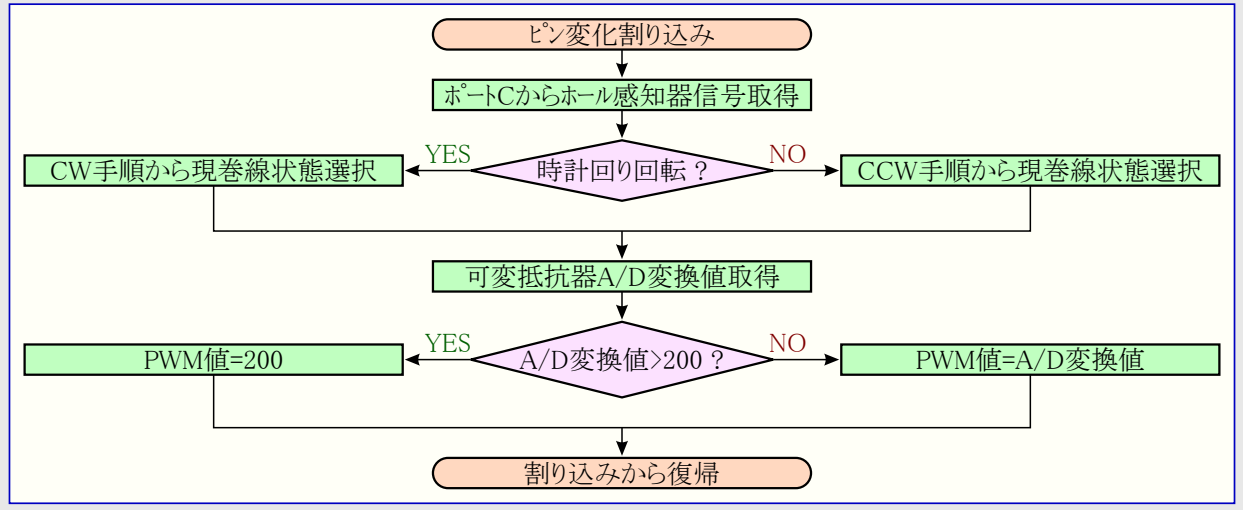 ﾋﾟﾝ変化割り込み
ﾎﾟｰﾄCからﾎｰﾙ感知器信号取得
YES
時計回り回転？
NO
CW手順から現巻線状態選択
CCW手順から現巻線状態選択
可変抵抗器A/D変換値取得
YES
A/D変換値>200？
NO
PWM値=200
PWM値=A/D変換値
割り込みから復帰